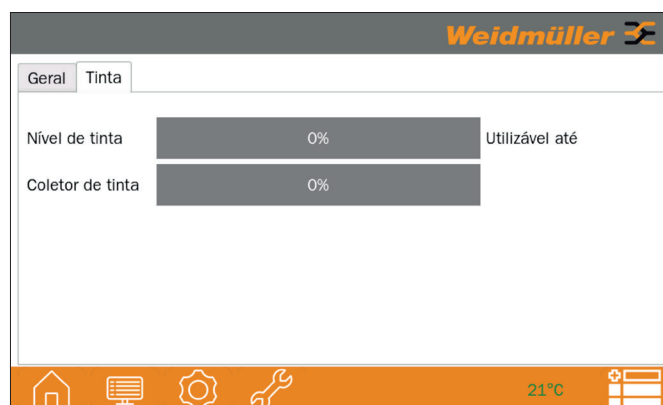 Weidmüller
Geral Tinta
Nível de tinta 0% Utilizável até
Coletor de tinta 0%
21°C